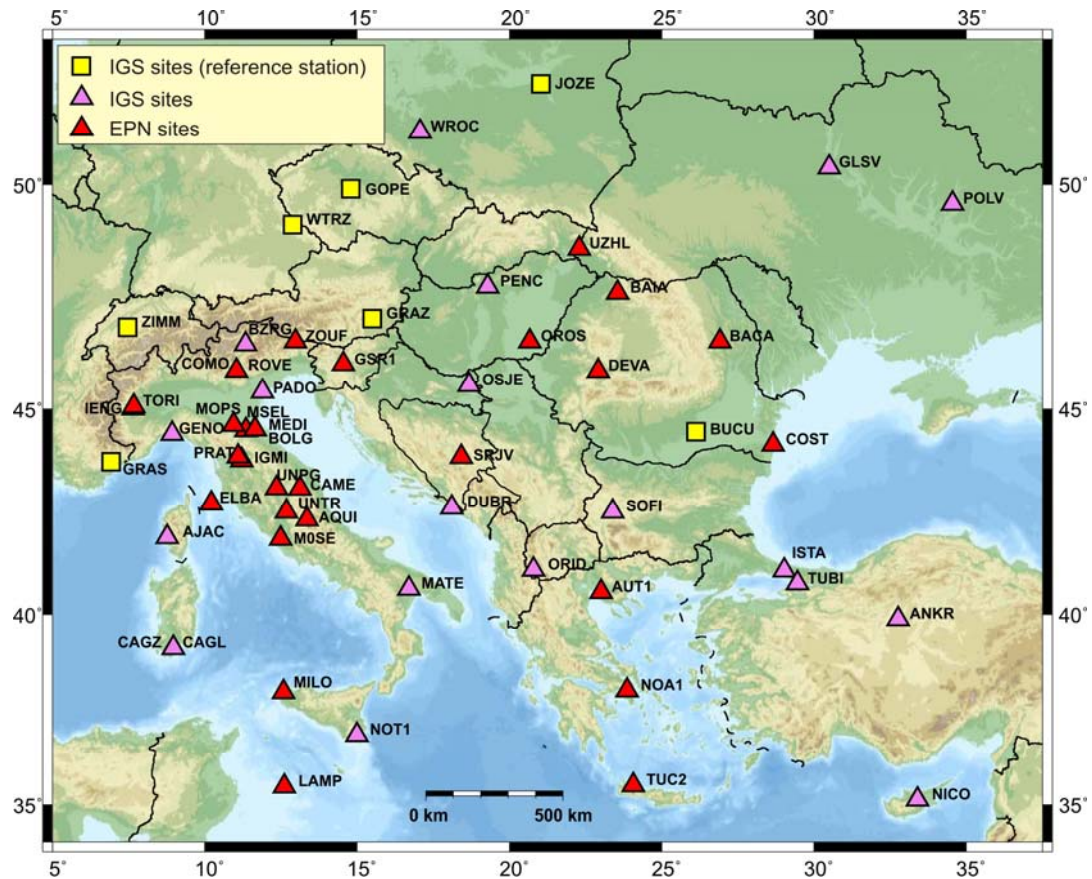 5° 10° 15° 20° 25° 30° 35°
IGS sites (reference station)
IGS sites
EPN sites
JOZE
WROC
GLSV
50° 50°
GOPE
POLV
WTRZ
UZHL
PENC
BAIA
ZIMM
GRAZ
BZRG ZOUF
OROS
BACA
COMO ROVE
GSR1
DEVA
PADO
OSJE
IENG TORI
45° 45°
MOPS MSEL
GENO MEDI
BOLG
BUCU
COST
PRAT IGMI
SRJV
GRAS
UNPG CAME
ELBA
UNTR
DUBR
SOFI
AQUI
AJAC
M0SE
ISTA
ORID
TUBI
MATE
AUT1
40° 40°
ANKR
CAGZ CAGL
MILO
NOA1
NOT1
LAMP
TUC2
NICO
35° 35°
0 km 500 km
5° 10° 15° 20° 25° 30° 35°